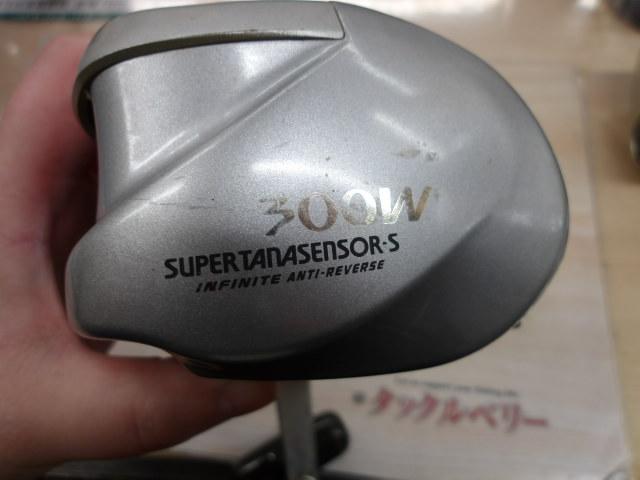 300W
SUPERTANASENSOR-S
INFINITE ANTI-REVERSE
タックルベリー